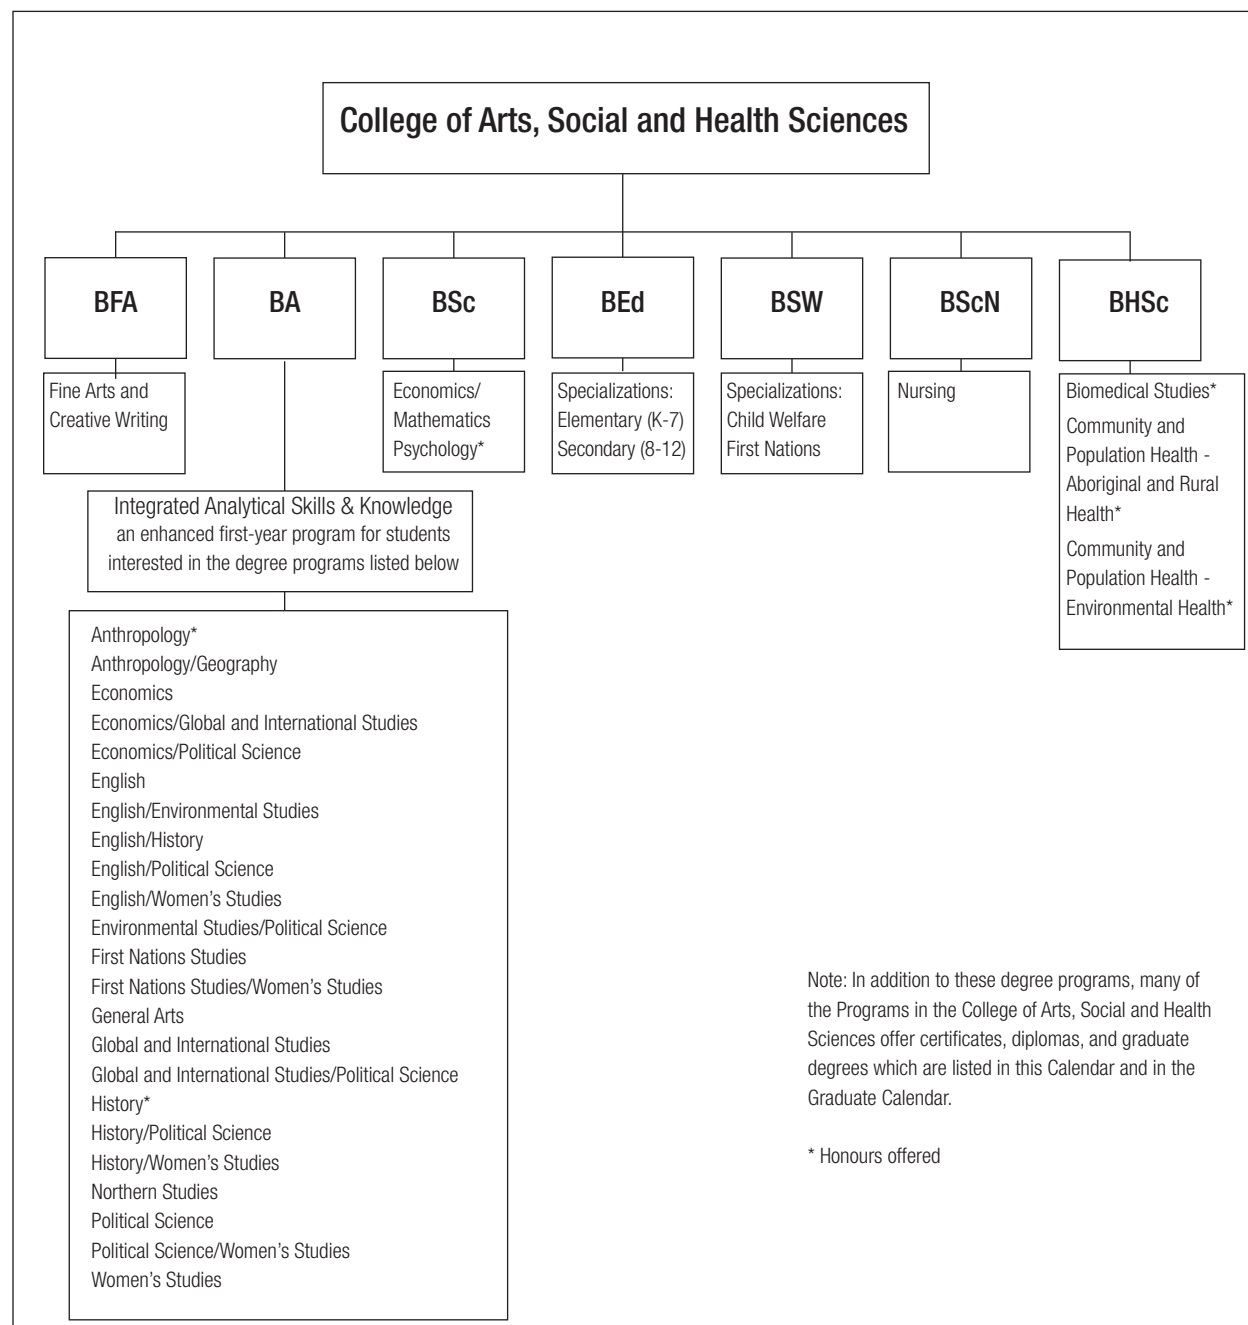 College of Arts, Social and Health Sciences
BFA
BA
BSc
BEd
BSW
BScN
BHSc
Fine Arts and
Creative Writing
Economics/
Mathematics
Psychology*
Specializations:
Elementary (K-7)
Secondary (8-12)
Specializations:
Child Welfare
First Nations
Nursing
Biomedical Studies*
Community and
Population Health -
Aboriginal and Rural
Health*
Community and
Population Health -
Environmental Health*
Integrated Analytical Skills & Knowledge
an enhanced first-year program for students
interested in the degree programs listed below
Anthropology*
Anthropology/Geography
Economics
Economics/Global and International Studies
Economics/Political Science
English
English/Environmental Studies
English/History
English/Political Science
English/Women's Studies
Environmental Studies/Political Science
First Nations Studies
First Nations Studies/Women's Studies
General Arts
Global and International Studies
Global and International Studies/Political Science
History*
History/Political Science
History/Women's Studies
Northern Studies
Political Science
Political Science/Women's Studies
Women's Studies
Note: In addition to these degree programs, many of
the Programs in the College of Arts, Social and Health
Sciences offer certificates, diplomas, and graduate
degrees which are listed in this Calendar and in the
Graduate Calendar.
* Honours offered